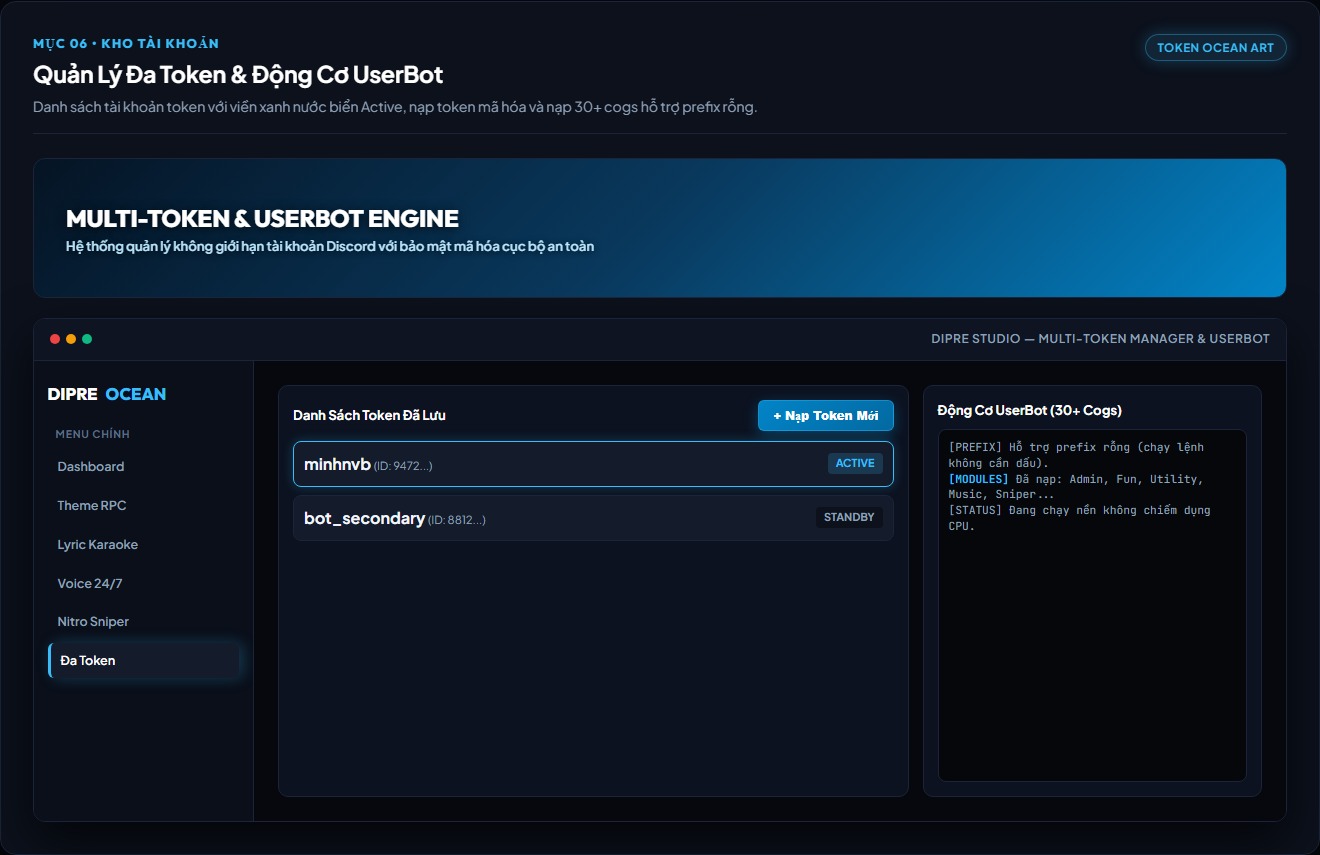 MỤC 06 • KHO TÀI KHOẢN
TOKEN OCEAN ART
Quản Lý Đa Token & Động Cơ UserBot
Danh sách tài khoản token với viền xanh nước biển Active, nạp token mã hóa và nạp 30+ cogs hỗ trợ prefix rỗng.
MULTI-TOKEN & USERBOT ENGINE
Hệ thống quản lý không giới hạn tài khoản Discord với bảo mật mã hóa cục bộ an toàn
DIPRE STUDIO — MULTI-TOKEN MANAGER & USERBOT
DIPRE OCEAN
MENU CHÍNH
Dashboard
Theme RPC
Lyric Karaoke
Voice 24/7
Nitro Sniper
Đa Token
Danh Sách Token Đã Lưu
+ Nạp Token Mới
minhnvb (ID: 9472...)
ACTIVE
bot_secondary (ID: 8812...)
STANDBY
Động Cơ UserBot (30+ Cogs)
[PREFIX] Hỗ trợ prefix rỗng (chạy lệnh
không cần dấu).
[MODULES] Đã nạp: Admin, Fun, Utility,
Music, Sniper...
[STATUS] Đang chạy nền không chiếm dụng
CPU.